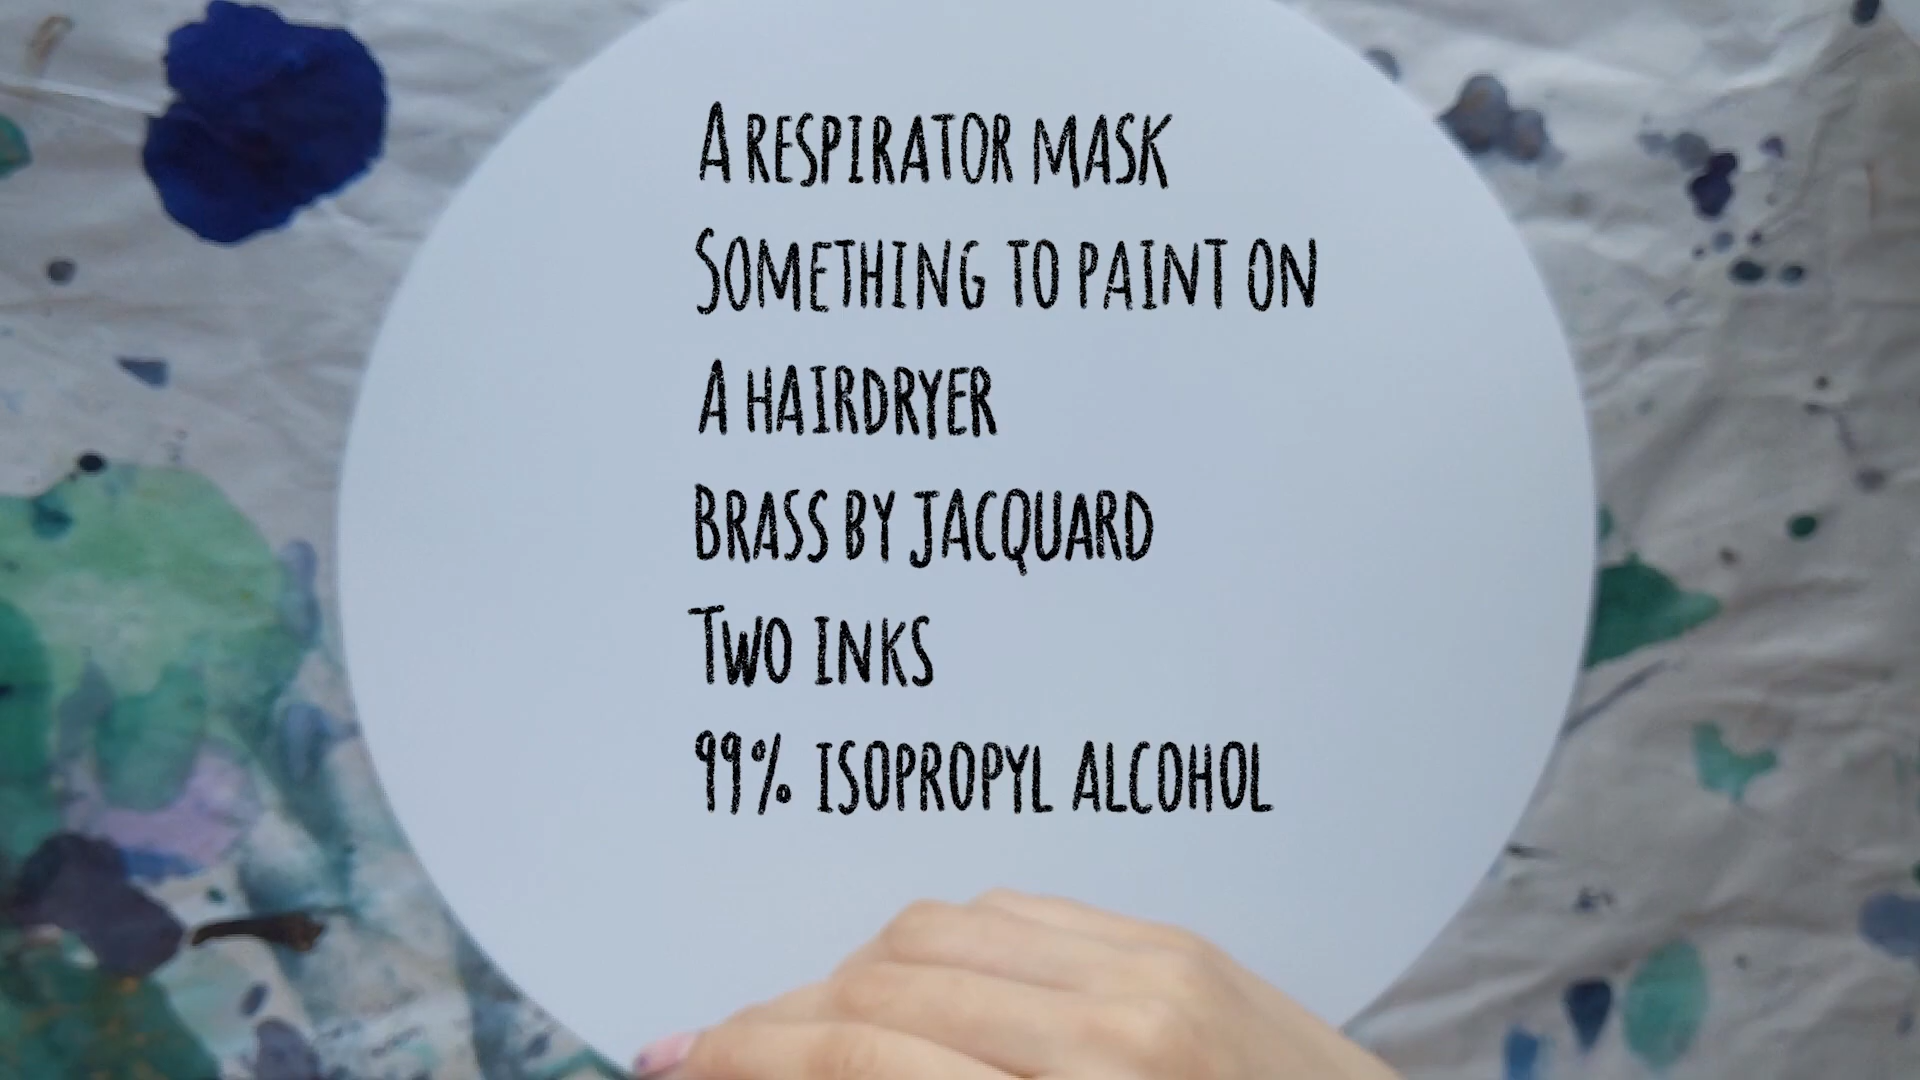 A RESPIRATOR MASK
SOMETHING TO PAINT ON
A HAIRDRYER
BRASS BY JACQUARD
TWO INKS
99% ISOPROPYL ALCOHOL